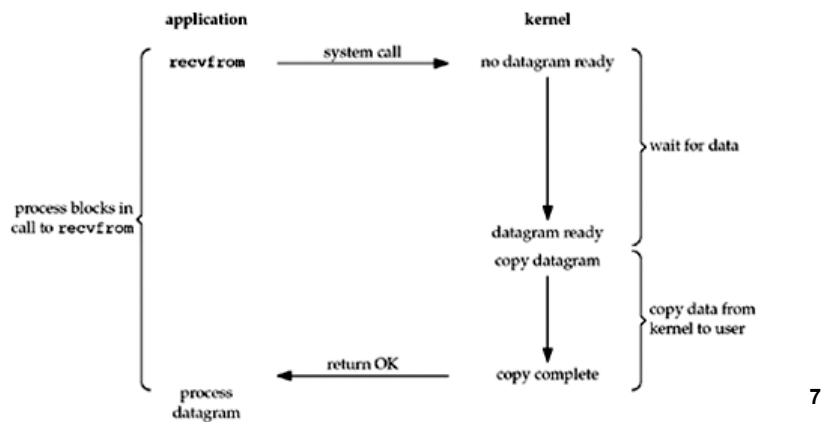 application
kernel
recvfrom
system call
no datagram ready
wait for data
process blocks in
call to recvfrom
datagram ready
copy datagram
copy data from
kernel to user
return OK
copy complete
process
datagram
7